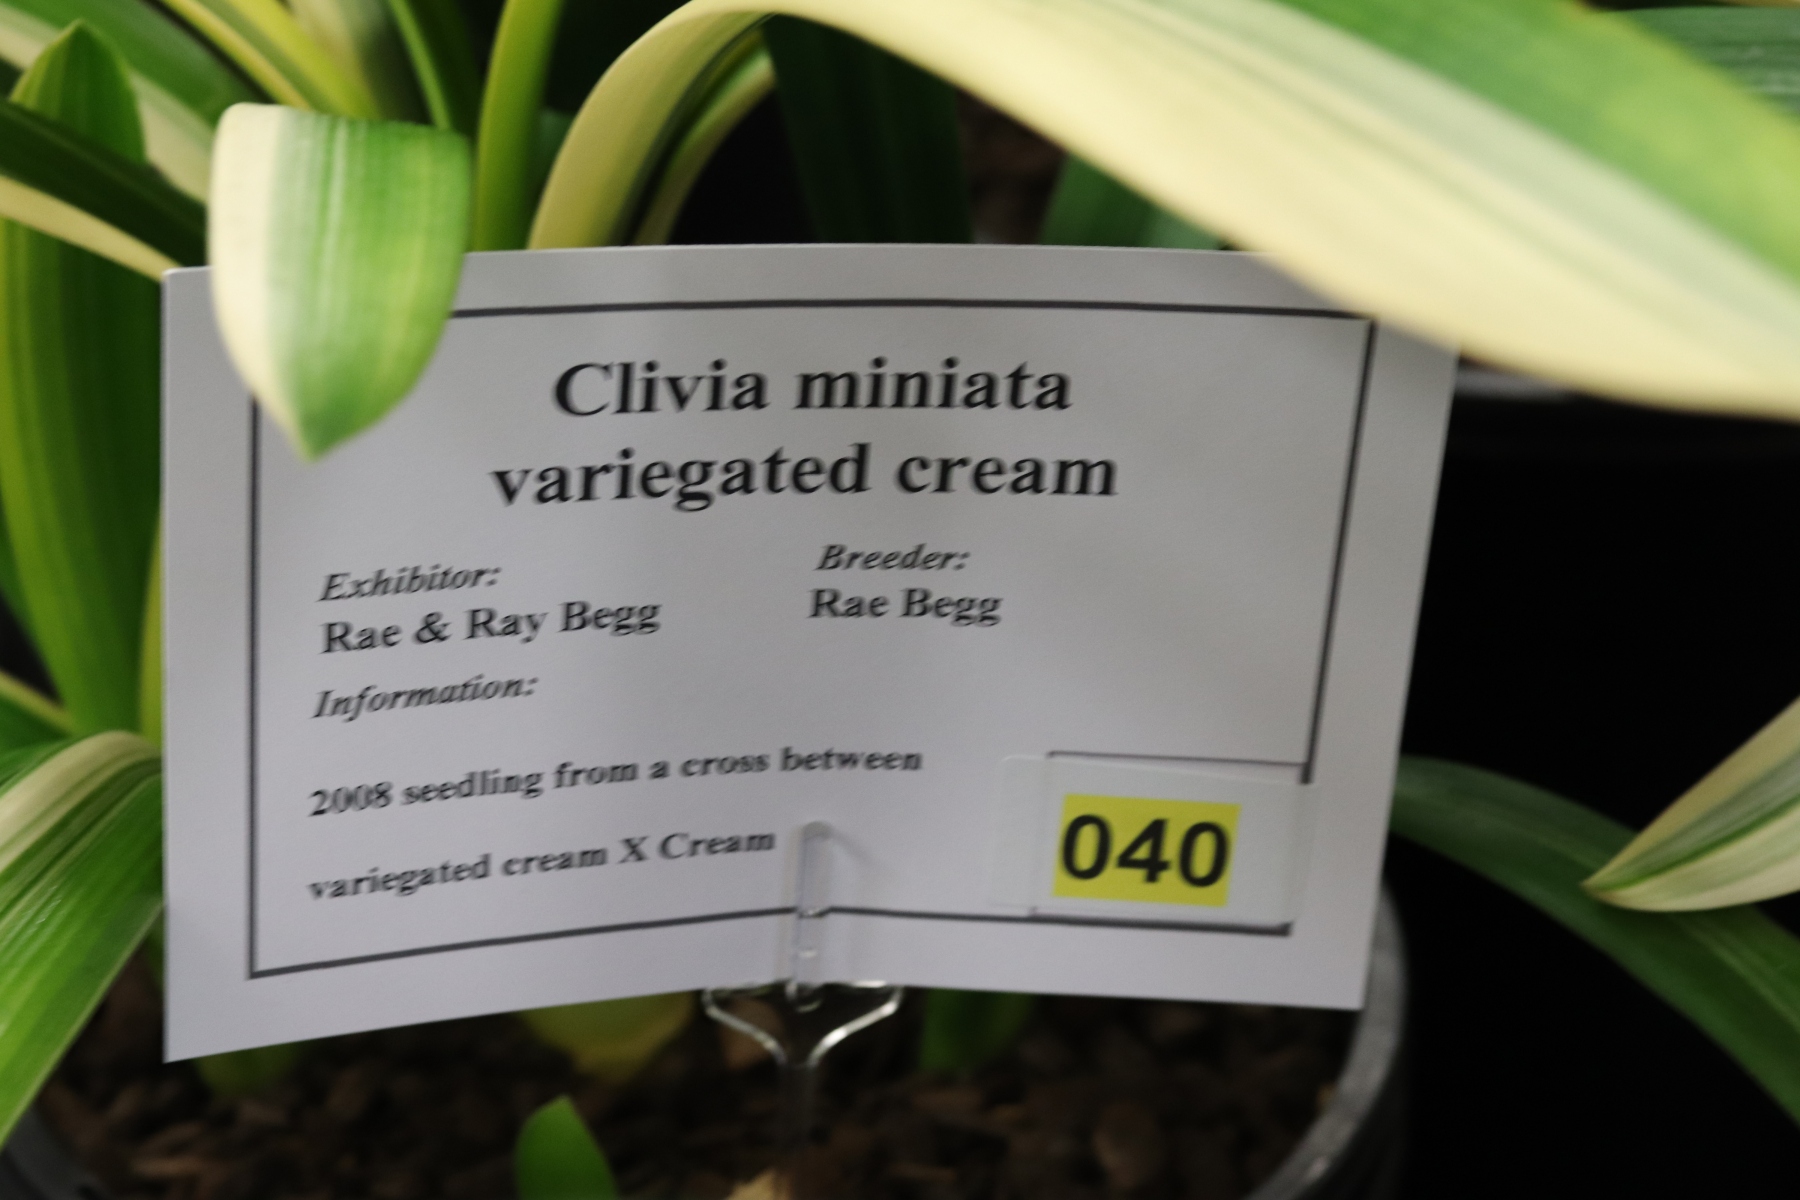 Clivia miniata
variegated cream
Exhibitor:
Rae & Ray Begg
Breeder:
Rae Begg
Information:
2008 seedling from a cross between
variegated cream X Cream
040